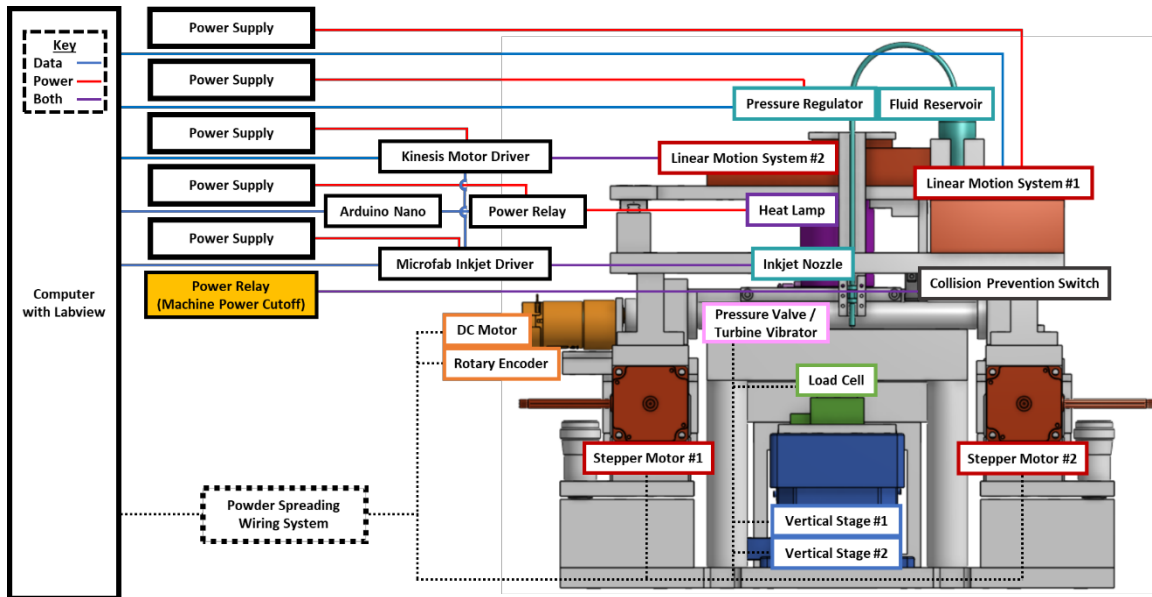 Power Supply
Key
Data
Power
Both
Power Supply
Pressure Regulator
Fluid Reservoir
Power Supply
Kinesis Motor Driver
Linear Motion System #2
Linear Motion System #1
Power Supply
Arduino Nano
Power Relay
Heat Lamp
Power Supply
Microfab Inkjet Driver
Inkjet Nozzle
Collision Prevention Switch
Computer
with Labview
Power Relay
(Machine Power Cutoff)
Pressure Valve /
Turbine Vibrator
DC Motor
Rotary Encoder
Load Cell
Stepper Motor #1
Stepper Motor #2
Powder Spreading
Wiring System
Vertical Stage #1
Vertical Stage #2